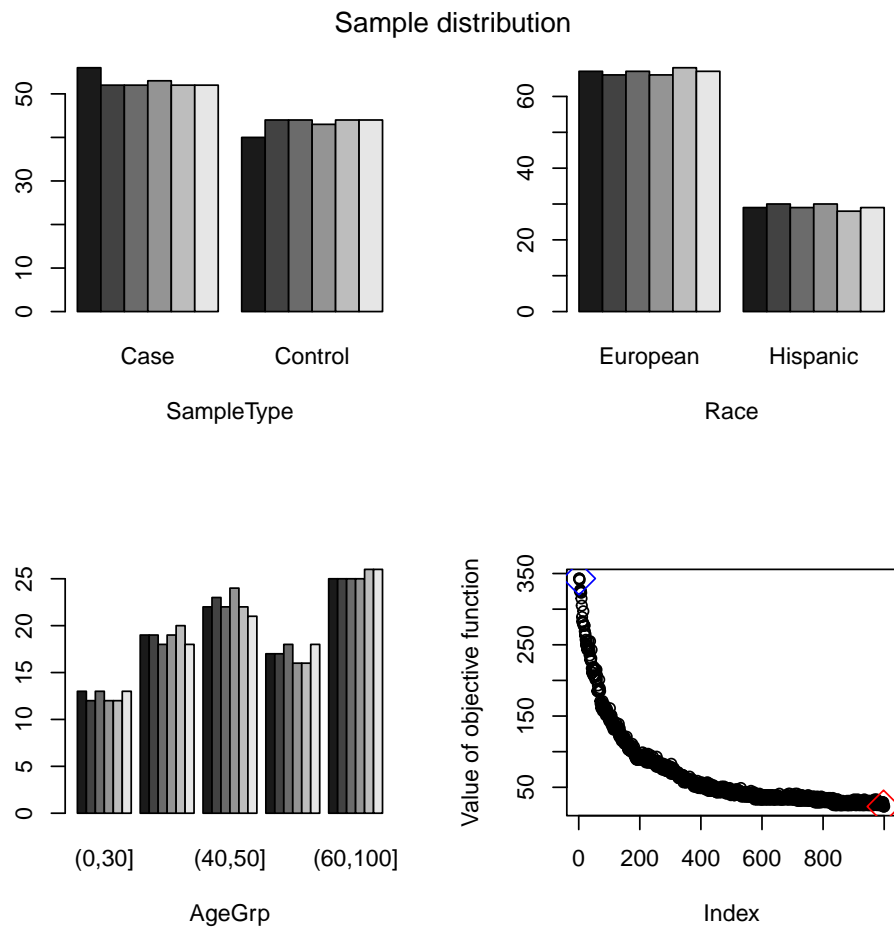 Sample distribution
0 10 30 50
Case Control
SampleType
0 20 40 60
European Hispanic
Race
0 5 10 15 20 25
(0,30] (40,50] (60,100]
AgeGrp
Value of objective function
50 150 250 350
0 200 400 600 800
Index